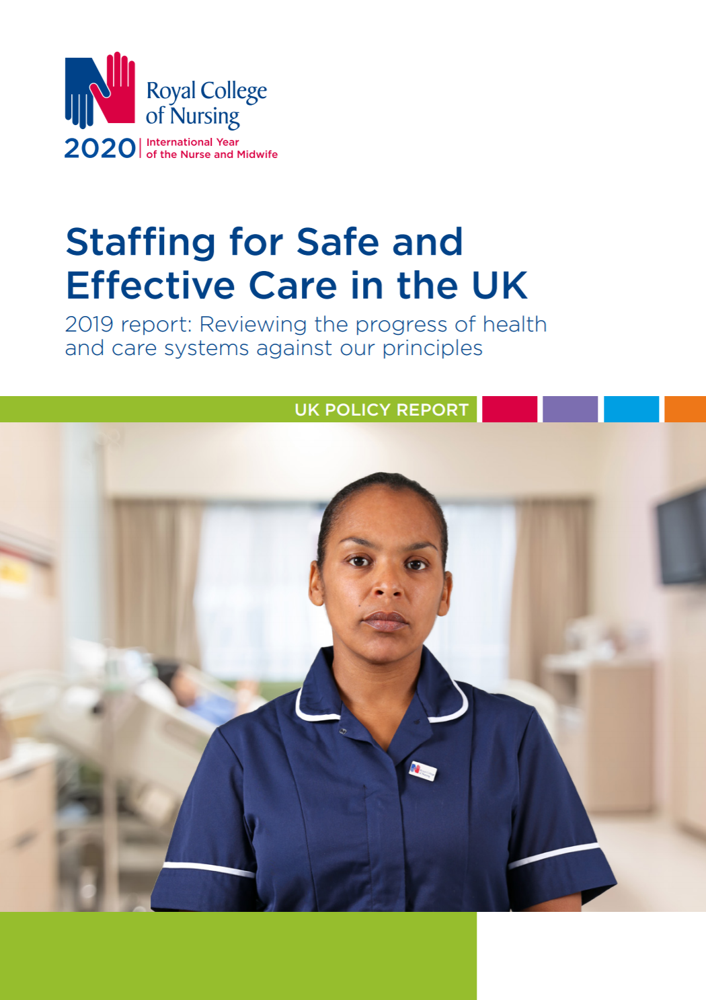 Royal College
of Nursing
2020
International Year
of the Nurse and Midwife
Staffing for Safe and
Effective Care in the UK
2019 report: Reviewing the progress of health
and care systems against our principles
UK POLICY REPORT